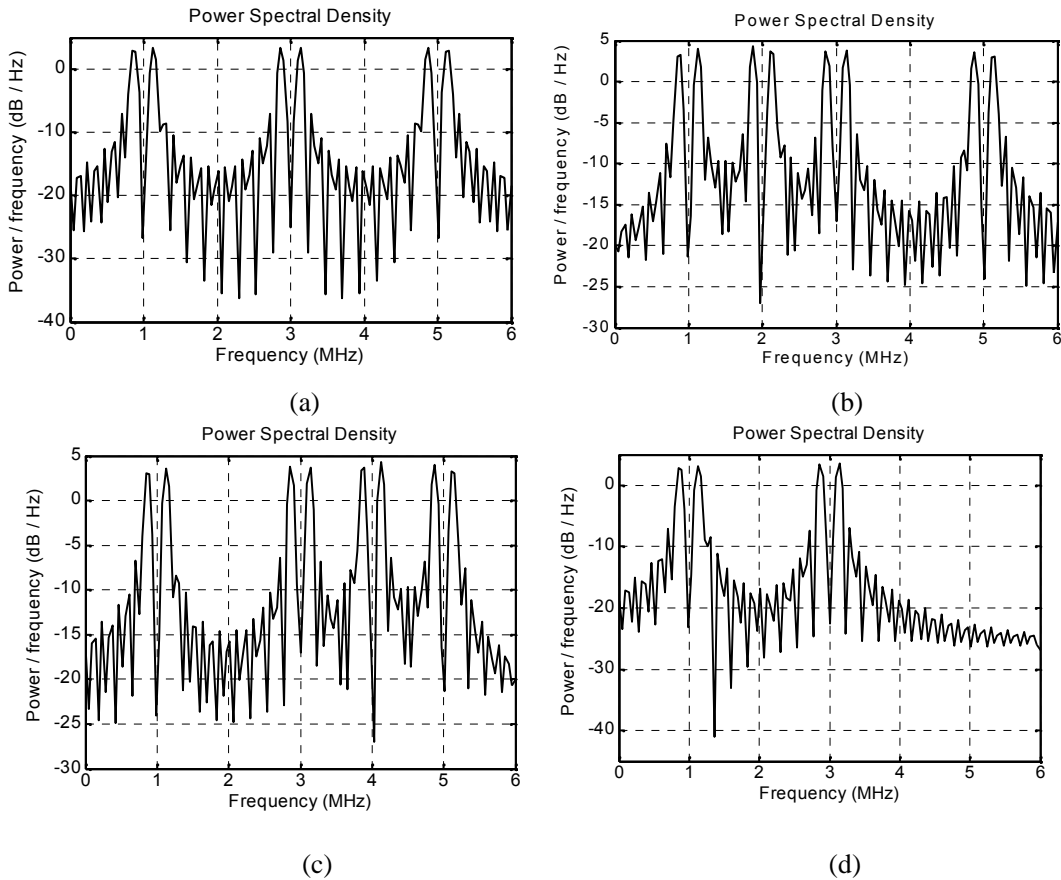 Power Spectral Density
Power / frequency (dB / Hz)
0
-10
-20
-30
-40
0 1 2 3 4 5 6
Frequency (MHz)
(a)
Power Spectral Density
Power / frequency (dB / Hz)
5
0
-5
-10
-15
-20
-25
-30
0 1 2 3 4 5 6
Frequency (MHz)
(b)
Power Spectral Density
Power / frequency (dB / Hz)
5
0
-5
-10
-15
-20
-25
-30
0 1 2 3 4 5 6
Frequency (MHz)
(c)
Power Spectral Density
Power / frequency (dB / Hz)
0
-10
-20
-30
-40
0 1 2 3 4 5 6
Frequency (MHz)
(d)